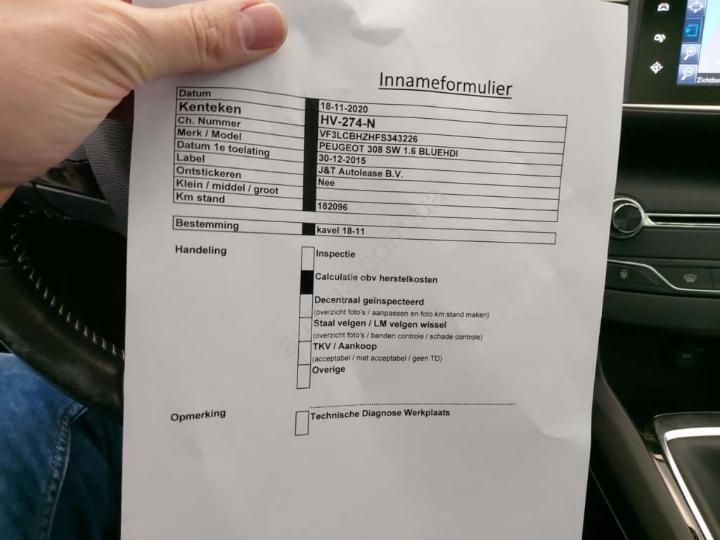 Innameformulier
Datum 18-11-2020
Kenteken HV-274-N
Ch. Nummer VF3LCBHZHFS343226
Merk / Model PEUGEOT 308 SW 1.6 BLUEHDI
Datum 1e toelating 30-12-2015
Label J&T Autolease B.V.
Ontstickeren Nee
Klein / middel / groot
Km stand 182096
Bestemming kavel 18-11
Handeling
Inspectie
Calculatie obv herstelkosten
Decentraal geïnspecteerd
(overzicht foto's / aanpassen en foto km stand maken)
Staal velgen / LM velgen wissel
(overzicht foto's / banden controle / schade controle)
TKV / Aankoop
(acceptabel / niet acceptabel / geen TD)
Overige
Opmerking Technische Diagnose Werkplaats